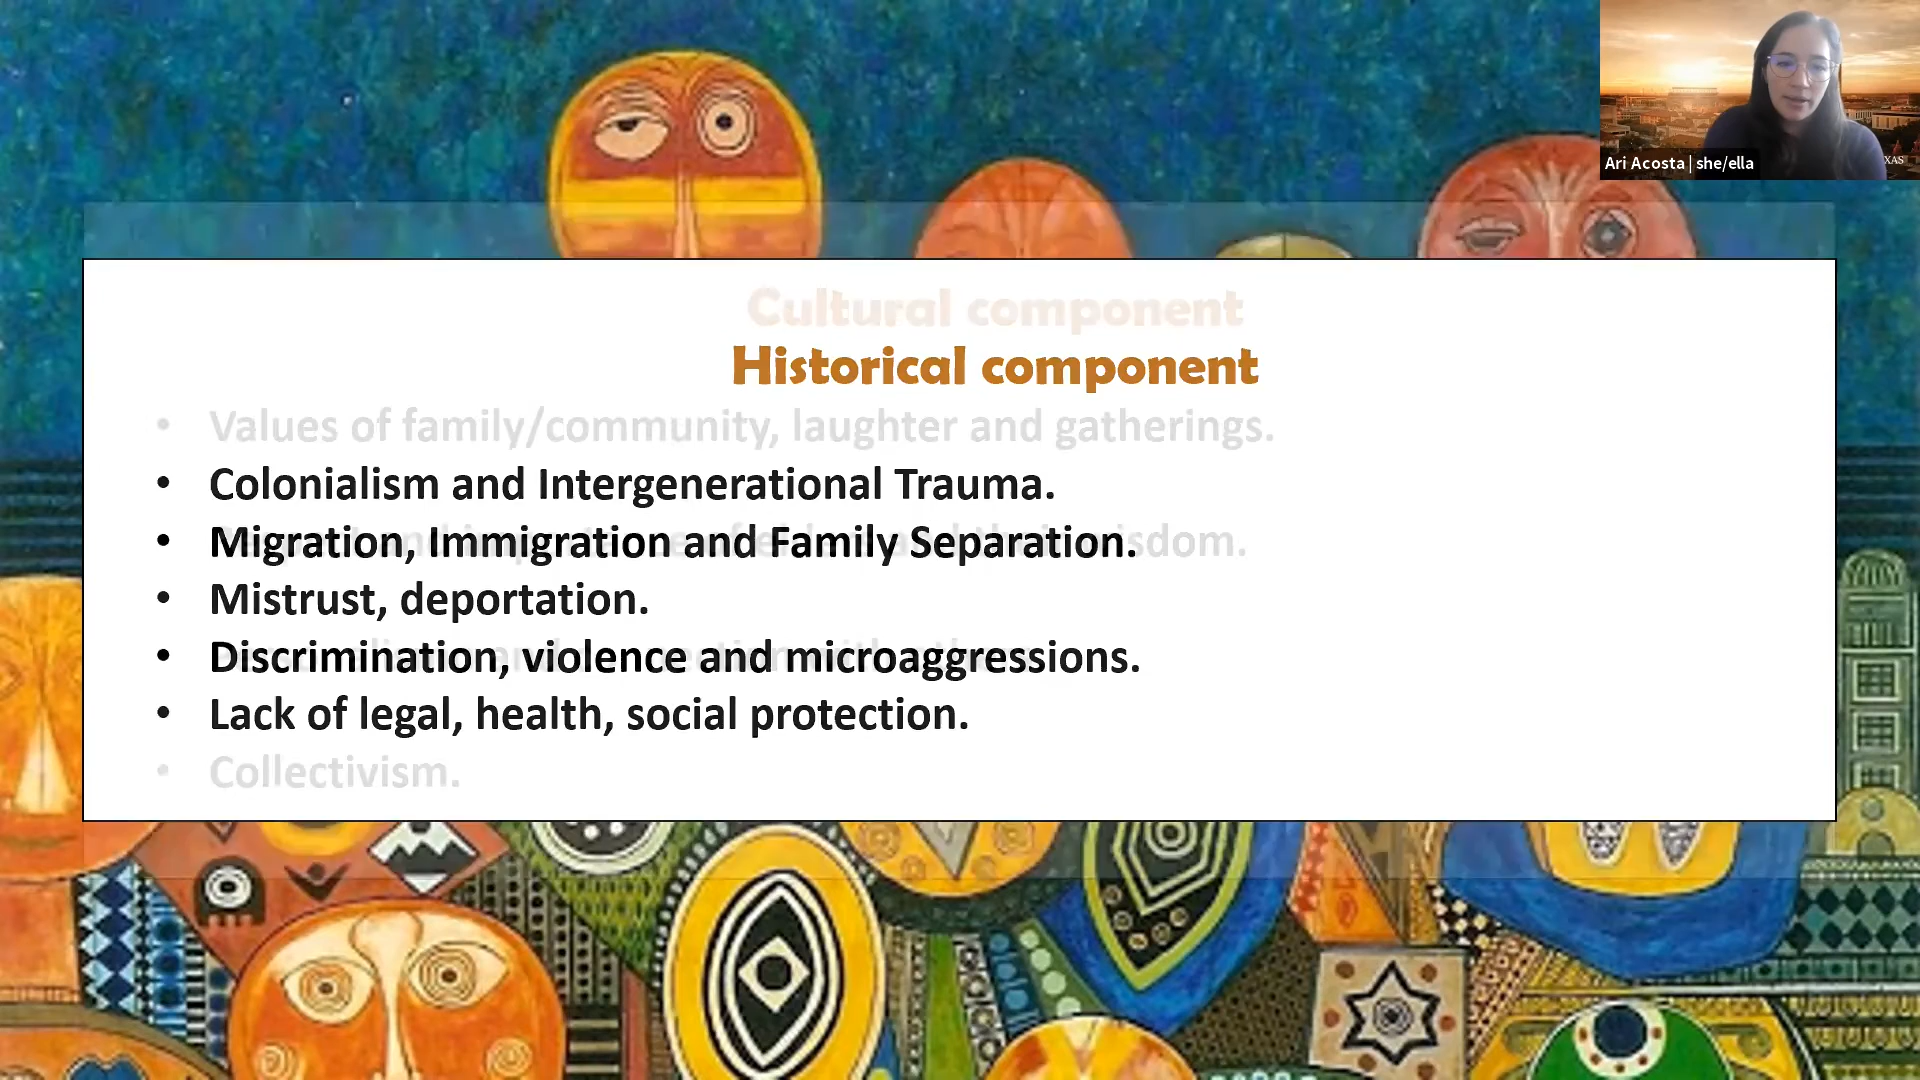 Ari Acosta | she/ella
XAS
Cultural component
Historical component
• Values of family/community, laughter and gatherings.
• Colonialism and Intergenerational Trauma.
• Migration, Immigration and Family Separation.
• Mistrust, deportation.
• Discrimination, violence and microaggressions.
• Lack of legal, health, social protection.
• Collectivism.